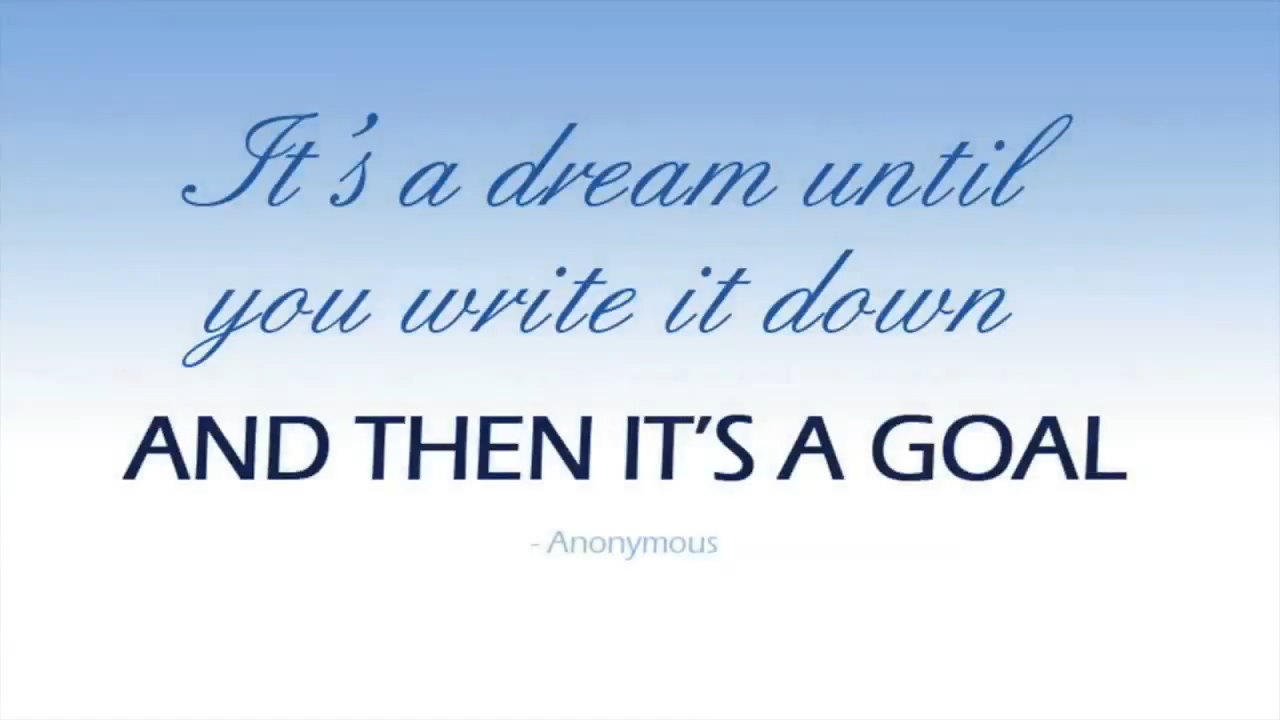 It's a dream until
you write it down
AND THEN IT'S A GOAL
- Anonymous